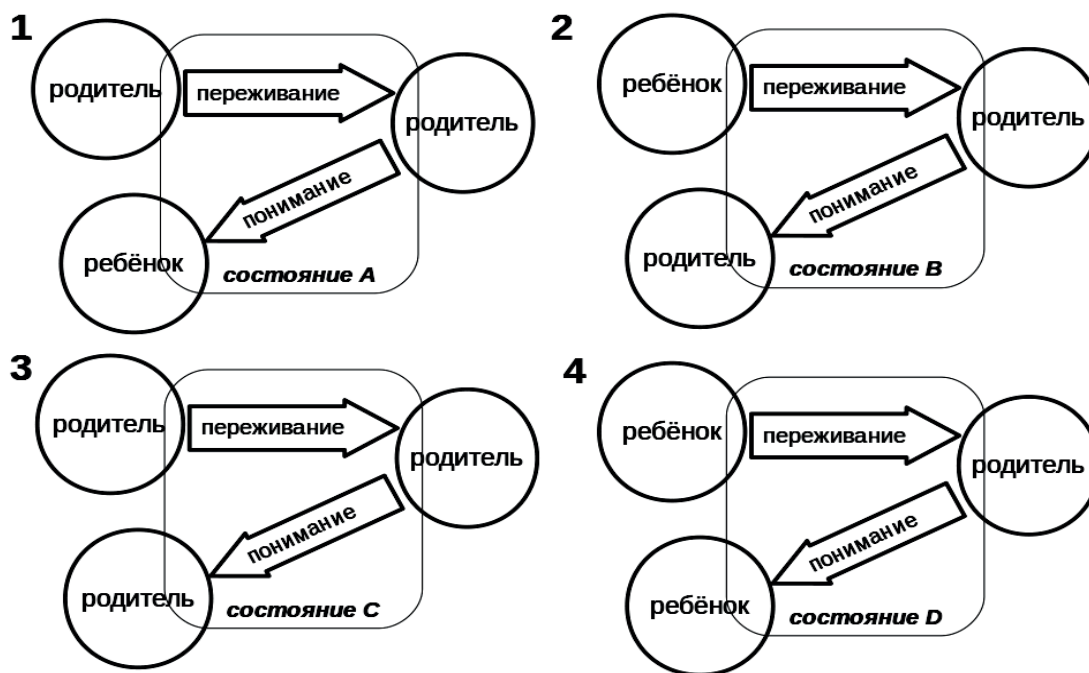 1
родитель
переживание
родитель
понимание
ребёнок
состояние А
2
ребёнок
переживание
родитель
понимание
родитель
состояние В
3
родитель
переживание
родитель
понимание
родитель
состояние С
4
ребёнок
переживание
родитель
понимание
ребёнок
состояние D